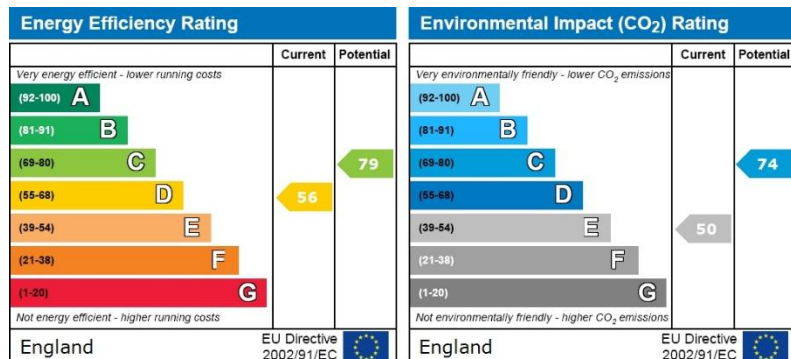 Energy Efficiency Rating
Current Potential
Very energy efficient - lower running costs
(92-100) A
(81-91) B
(69-80) C 79
(55-68) D 56
(39-54) E
(21-38) F
(1-20) G
Not energy efficient - higher running costs
England EU Directive
2002/91/EC
Environmental Impact (CO₂) Rating
Current Potential
Very environmentally friendly - lower CO₂ emissions
(92-100) A
(81-91) B
(69-80) C 74
(55-68) D
(39-54) E 50
(21-38) F
(1-20) G
Not environmentally friendly - higher CO₂ emissions
England EU Directive
2002/91/EC